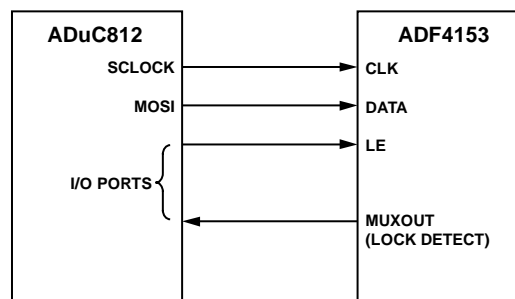 ADuC812
ADF4153
SCLOCK
CLK
MOSI
DATA
LE
I/O PORTS
MUXOUT
(LOCK DETECT)